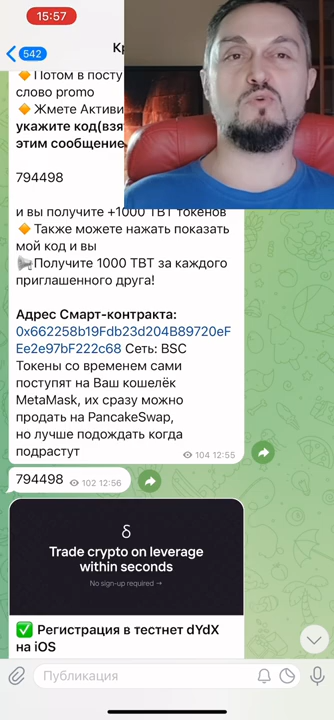 15:57
542
Кр
🔸Потом в посту
слово promo
🔸Жмете Активи
укажите код(взят
этим сообщение
794498
и вы получите +1000 ТВТ токенов
🔸Также можете нажать показать
мой код и вы
📢Получите 1000 ТВТ за каждого
приглашенного друга!
Адрес Смарт-контракта:
0x662258b19Fdb23d204B89720eF
Ee2e97bF222c68 Сеть: BSC
Токены со временем сами
поступят на Ваш кошелёк
MetaMask, их сразу можно
продать на PancakeSwap,
но лучше подождать когда
подрастут
104 12:55
794498 102 12:56
Trade crypto on leverage
within seconds
No sign-up required →
✅ Регистрация в тестнет dYdX
на iOS
Публикация